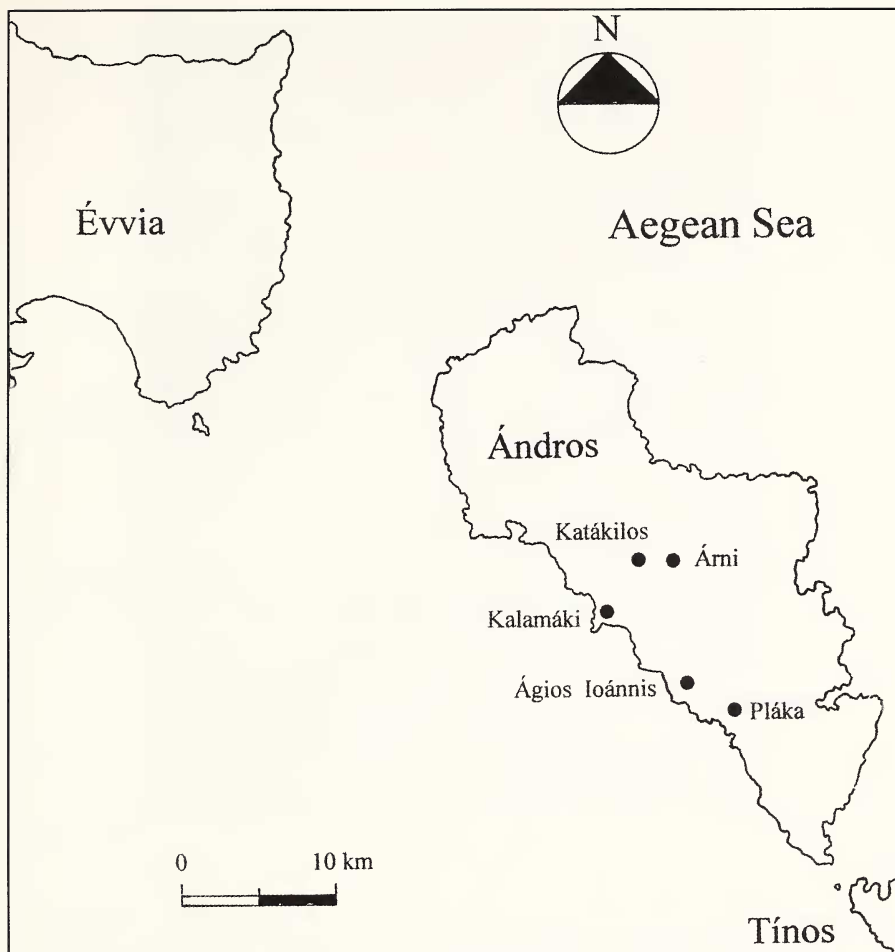 N
Évvia
Aegean Sea
Ándros
Katákilos
Árni
Kalamáki
Ágios Ioánnis
Pláka
0 10 km
Tínos